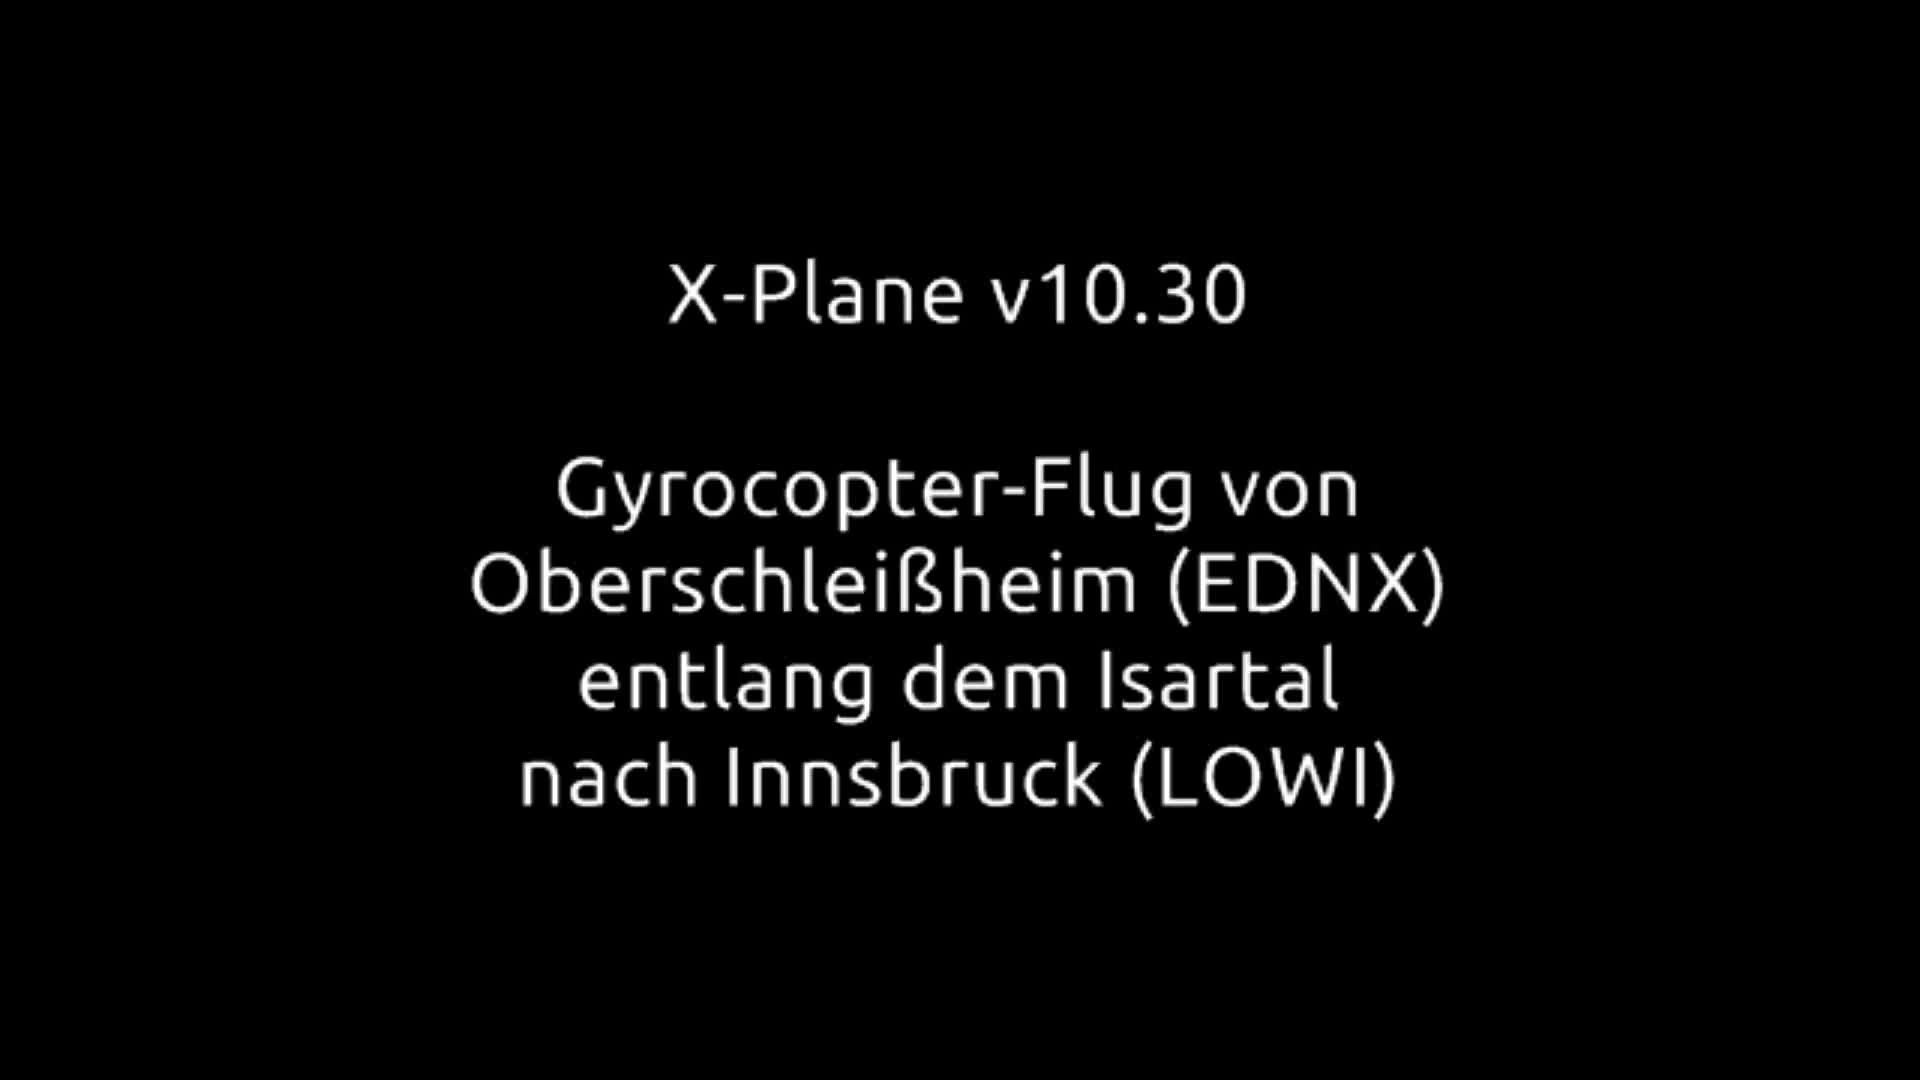 X-Plane v10.30
Gyrocopter-Flug von
Oberschleißheim (EDNX)
entlang dem Isartal
nach Innsbruck (LOWI)